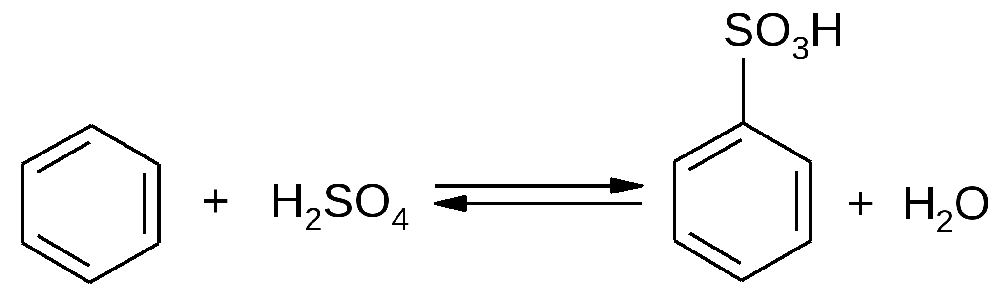 SO₃H
+ H₂SO₄ + H₂O